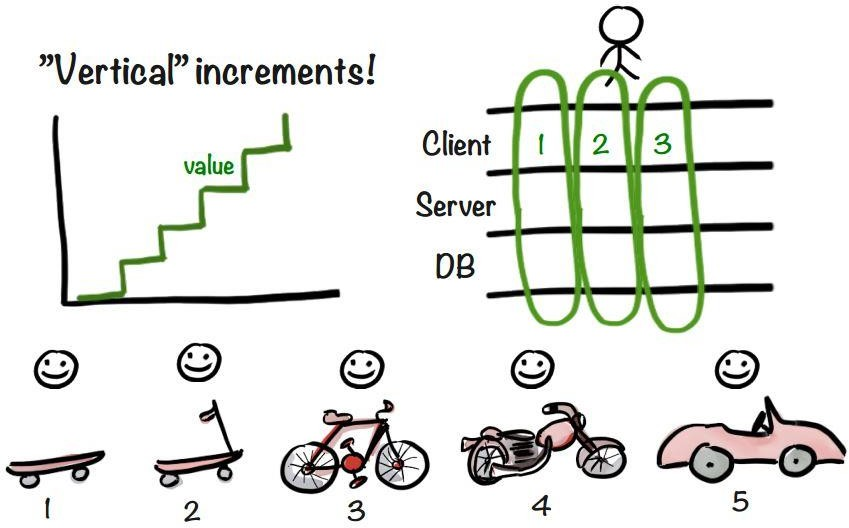 ”Vertical” increments!
value
Client 1 2 3
Server
DB
1 2 3 4 5